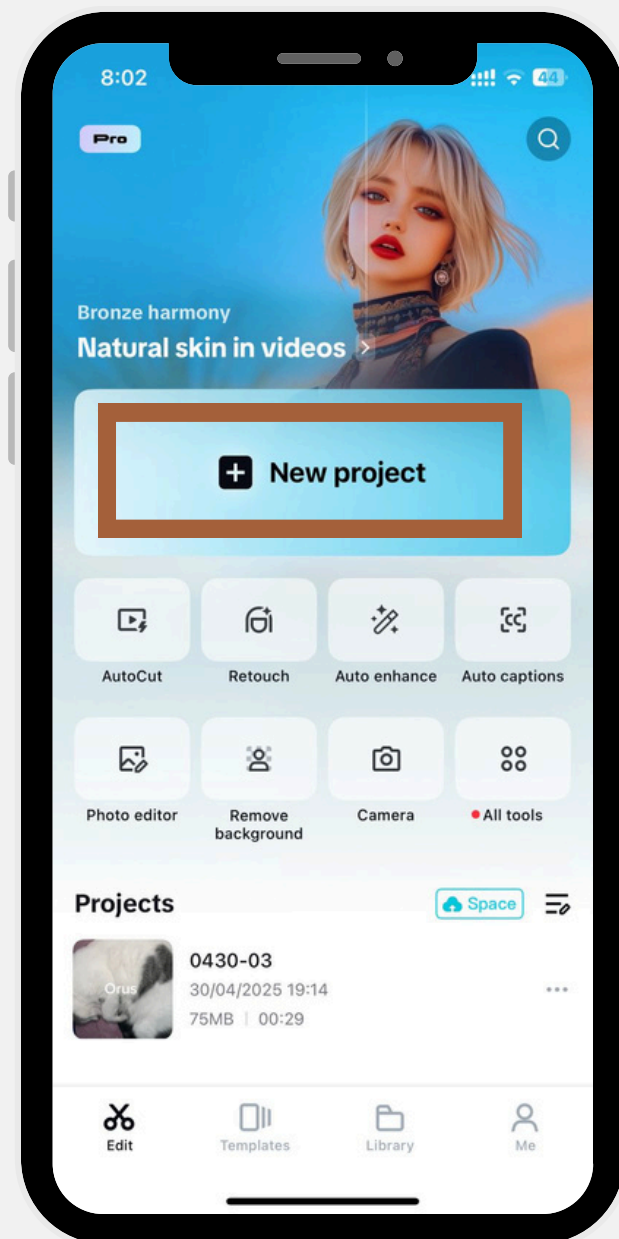 8:02
44
Pro
Bronze harmony
Natural skin in videos
New project
AutoCut
Retouch
Auto enhance
CC
Auto captions
Photo editor
Remove
background
Camera
All tools
Projects
Space
Orus
0430-03
30/04/2025 19:14
75MB | 00:29
Edit
Templates
Library
Me